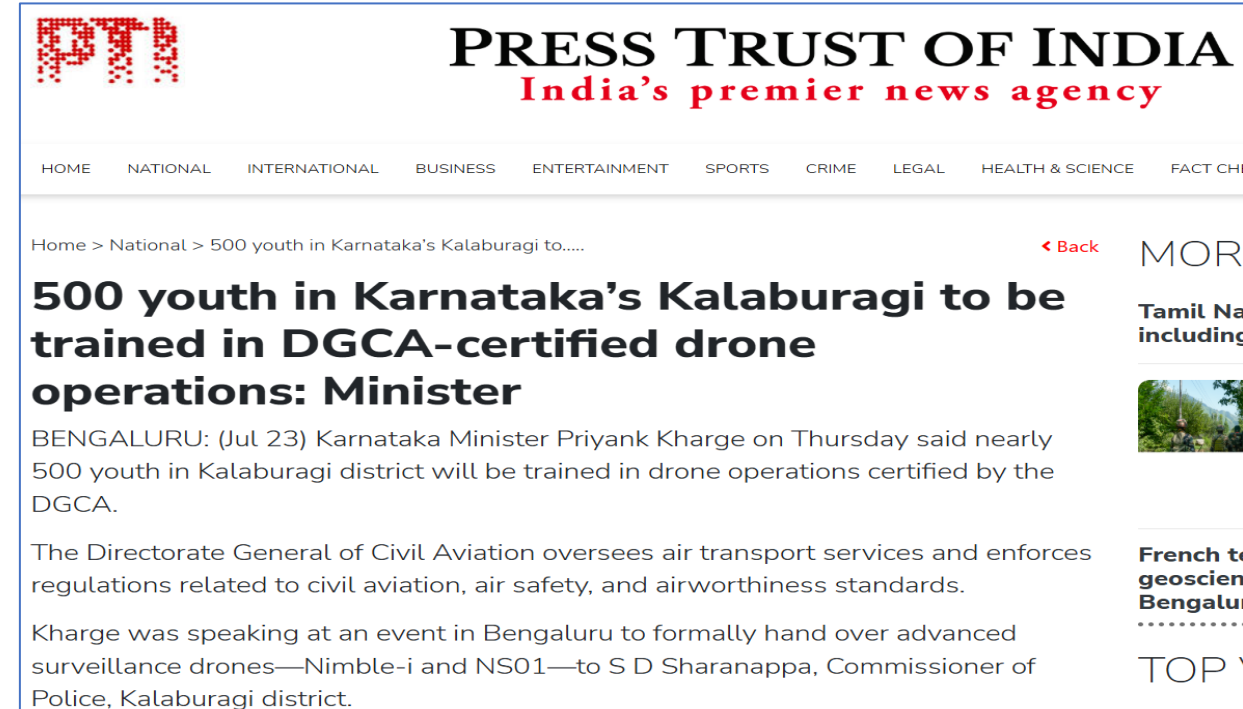 PTI
PRESS TRUST OF INDIA
India's premier news agency
HOME NATIONAL INTERNATIONAL BUSINESS ENTERTAINMENT SPORTS CRIME LEGAL HEALTH & SCIENCE FACT
Home > National > 500 youth in Karnataka's Kalaburagi to.....
Back
500 youth in Karnataka’s Kalaburagi to be
trained in DGCA-certified drone
operations: Minister
BENGALURU: (Jul 23) Karnataka Minister Priyank Kharge on Thursday said nearly
500 youth in Kalaburagi district will be trained in drone operations certified by the
DGCA.
The Directorate General of Civil Aviation oversees air transport services and enforces
regulations related to civil aviation, air safety, and airworthiness standards.
Kharge was speaking at an event in Bengaluru to formally hand over advanced
surveillance drones—Nimble-i and NS01—to S D Sharanappa, Commissioner of
Police, Kalaburagi district.
Tamil
including
French
TOP